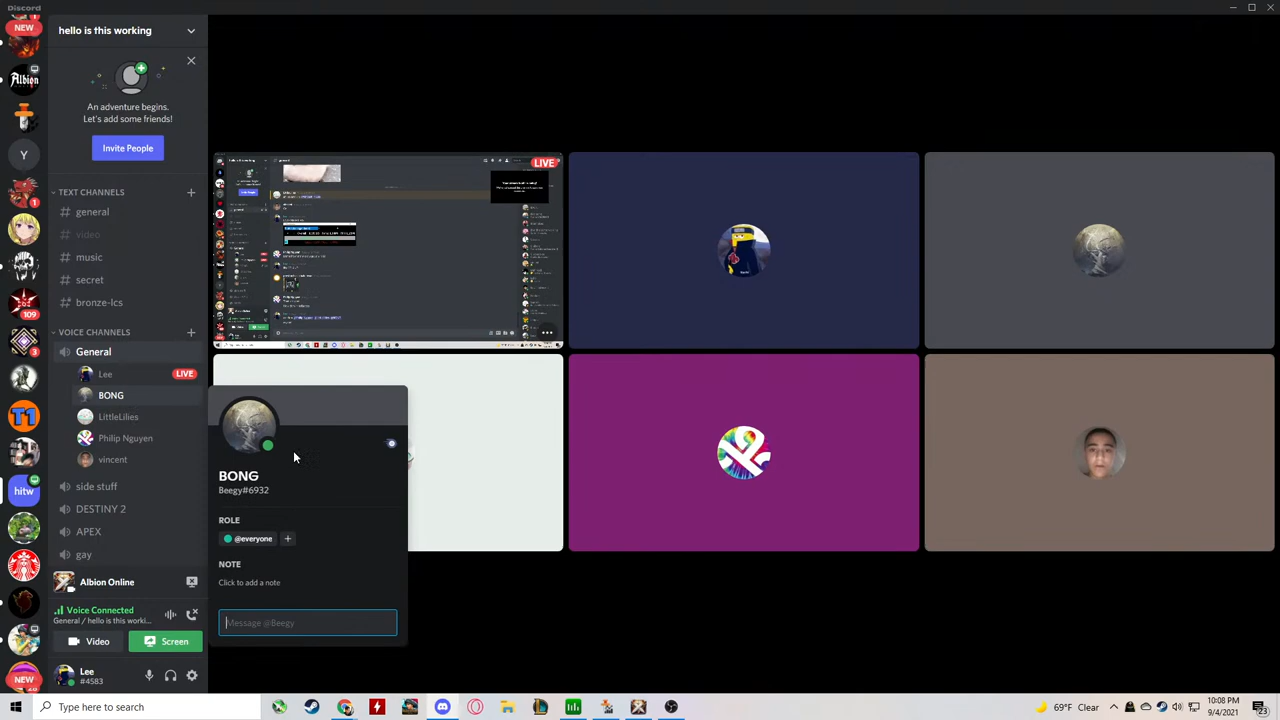 Discord
NEW
hello is this working
An adventure begins.
Let's add some friends!
Invite People
Albion
Y
1
109
3
T1
hitw
NEW
TEXT CHANNELS
general
video
music
secret
bronze-lcs
VOICE CHANNELS
General
Lee
LIVE
BONG
LittleLilies
Philip Nguyen
vincent
side stuff
DESTINY 2
APEX
gay
Albion Online
Voice Connected
General / hello is this worki...
Video
Screen
Lee
#4583
LIVE
BONG
Beegy#6932
ROLE
@everyone
NOTE
Click to add a note
Message @Beegy
Type here to search
69°F Clear
10:08 PM
9/4/2021
23